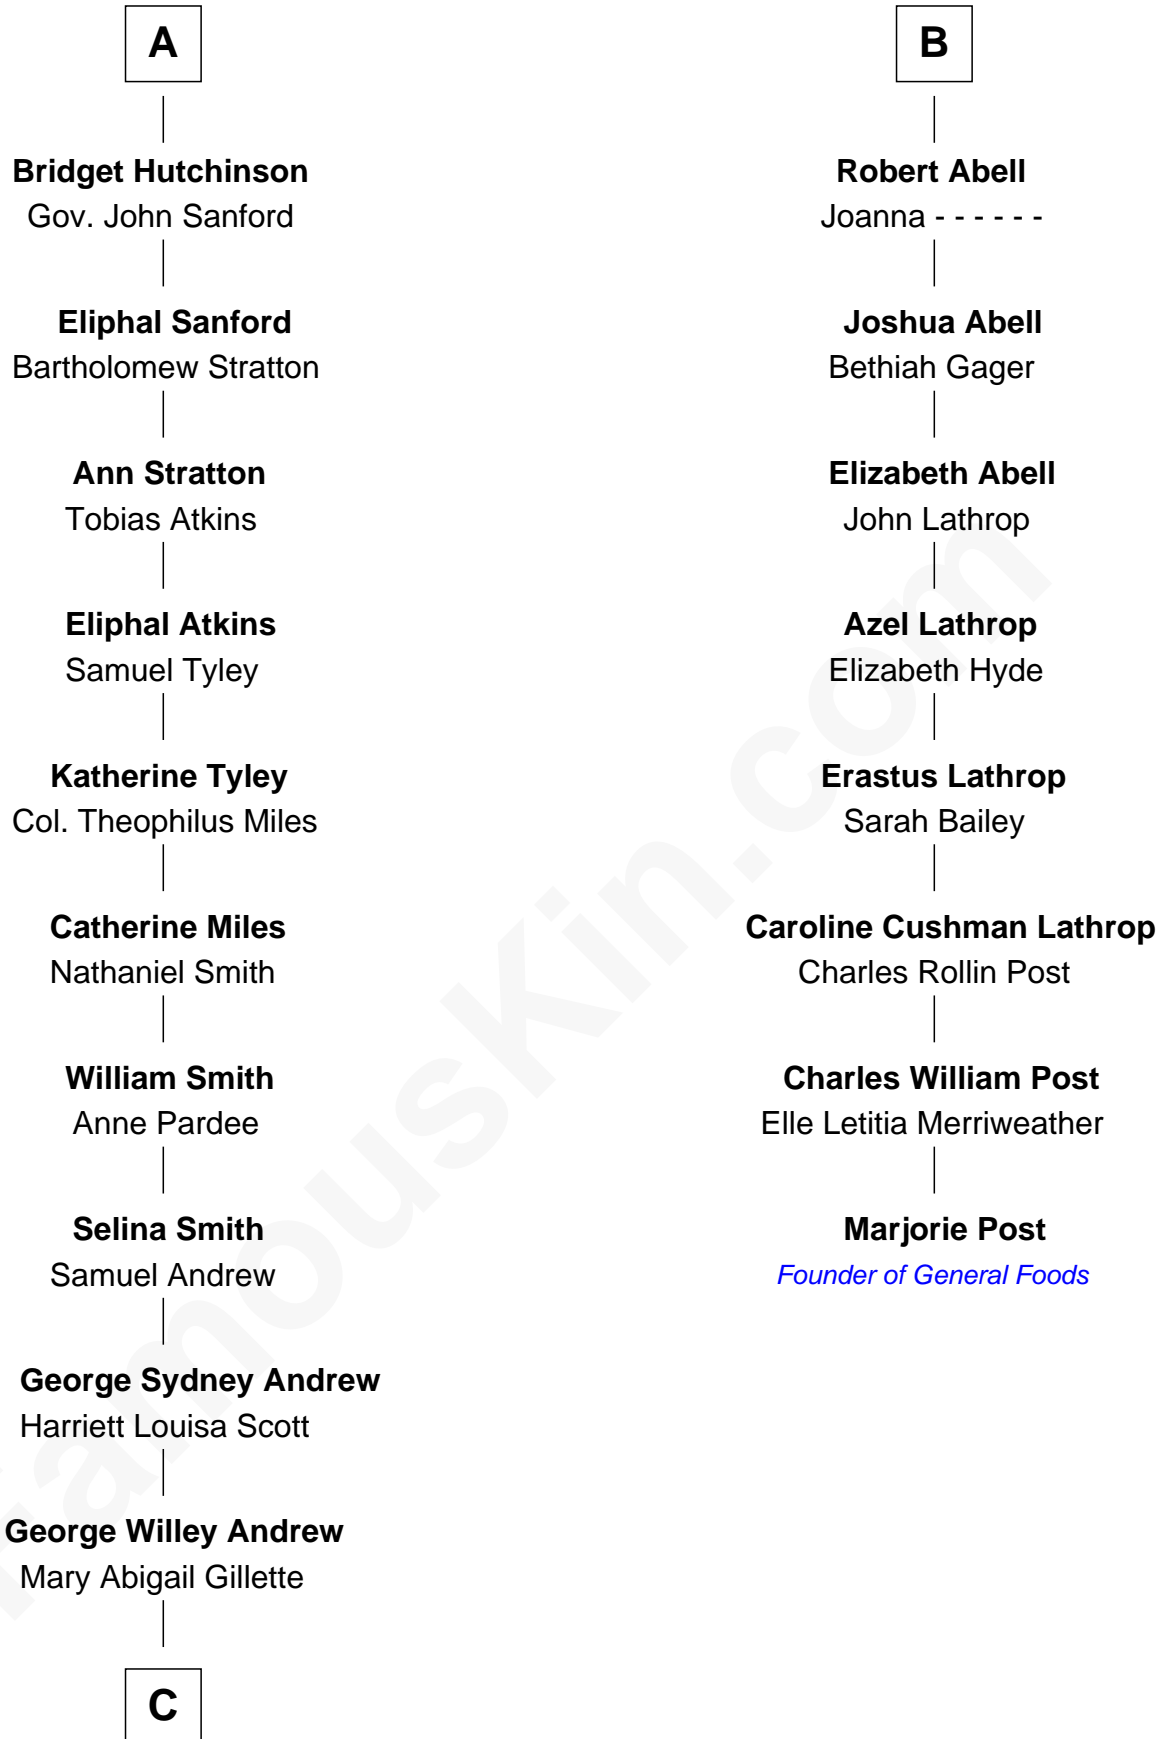 A
Bridget Hutchinson
Gov. John Sanford
Eliphal Sanford
Bartholomew Stratton
Ann Stratton
Tobias Atkins
Eliphal Atkins
Samuel Tyley
Katherine Tyley
Col. Theophilus Miles
Catherine Miles
Nathaniel Smith
William Smith
Anne Pardee
Selina Smith
Samuel Andrew
George Sydney Andrew
Harriett Louisa Scott
George Willey Andrew
Mary Abigail Gillette
C
B
Robert Abell
Joanna - - - - - -
Joshua Abell
Bethiah Gager
Elizabeth Abell
John Lathrop
Azel Lathrop
Elizabeth Hyde
Erastus Lathrop
Sarah Bailey
Caroline Cushman Lathrop
Charles Rollin Post
Charles William Post
Elle Letitia Merriweather
Marjorie Post
Founder of General Foods
FamousKin.com